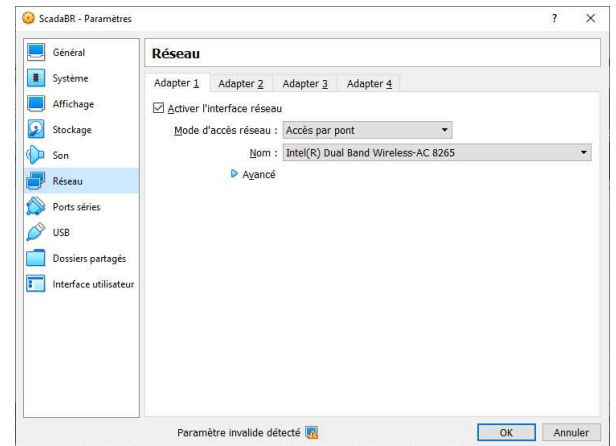 ScadaBR - Paramètres
?
Général
Système
Affichage
Stockage
Son
Réseau
Ports séries
USB
Dossiers partagés
Interface utilisateur
Réseau
Adapter 1 Adapter 2 Adapter 3 Adapter 4
Activer l'interface réseau
Mode d'accès réseau : Accès par pont
Nom : Intel(R) Dual Band Wireless-AC 8265
Avancé
Paramètre invalide détecté
OK Annuler